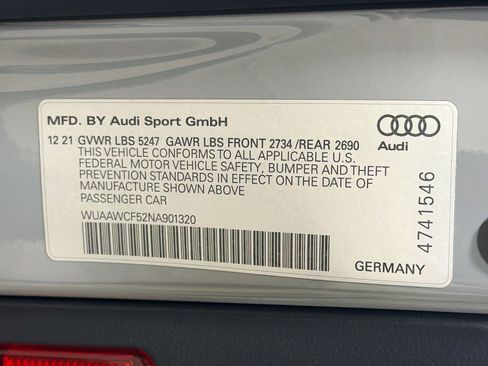 MFD. BY Audi Sport GmbH
12 21 GVWR LBS 5247 GAWR LBS FRONT 2734 /REAR 2690
THIS VEHICLE CONFORMS TO ALL APPLICABLE U.S.
FEDERAL MOTOR VEHICLE SAFETY, BUMPER AND THEFT
PREVENTION STANDARDS IN EFFECT ON THE DATE OF
MANUFACTURE SHOWN ABOVE
PASSENGER CAR
WUAAWCF52NA901320
Audi
4741546
GERMANY